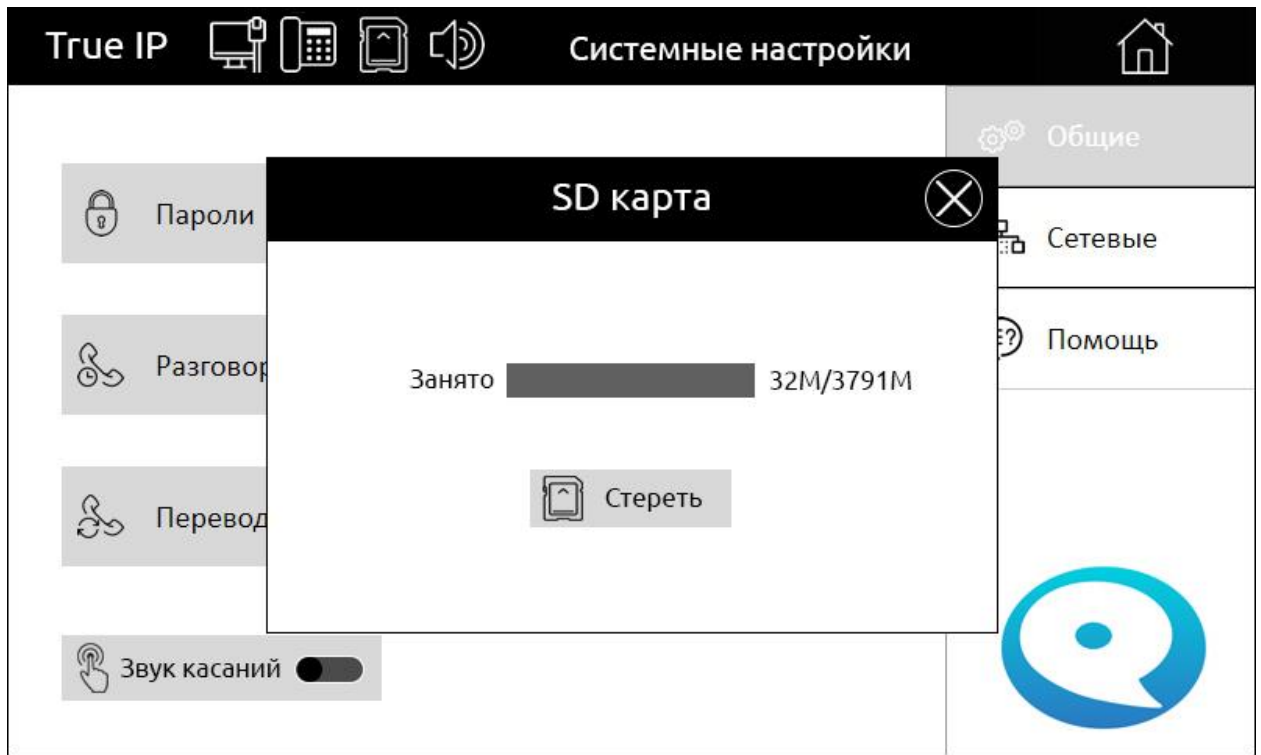 True IP
Системные настройки
Общие
SD карта
Пароли
Сетевые
Помощь
Разговор
Занято
32M/3791M
Стереть
Перевод
Звук касаний